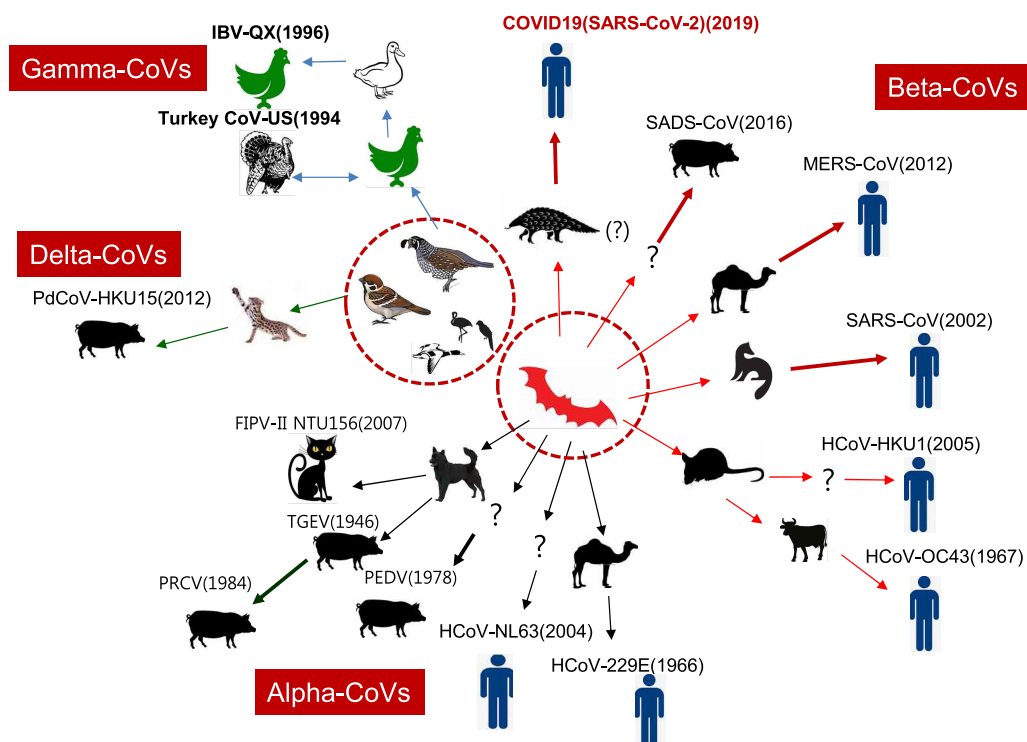 COVID19(SARS-CoV-2)(2019)
IBV-QX(1996)
Gamma-CoVs
Beta-CoVs
Turkey CoV-US(1994
SADS-CoV(2016)
MERS-CoV(2012)
(?)
?
Delta-CoVs
PdCoV-HKU15(2012)
SARS-CoV(2002)
FIPV-II NTU156(2007)
HCoV-HKU1(2005)
?
?
TGEV(1946)
?
HCoV-OC43(1967)
PRCV(1984)
PEDV(1978)
HCoV-NL63(2004)
HCoV-229E(1966)
Alpha-CoVs